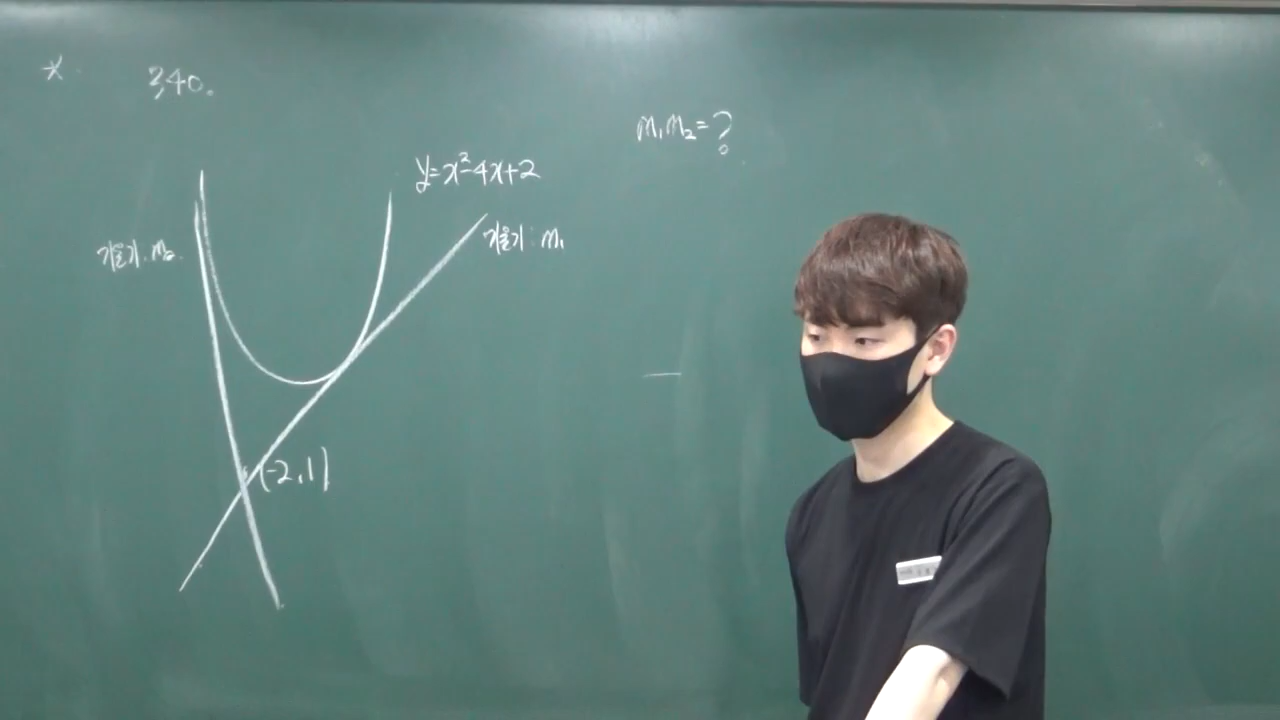 * 340.
m₁m₂=?
y=x²-4x+2
기울기: m₂
기울기: m₁
(-2,1)